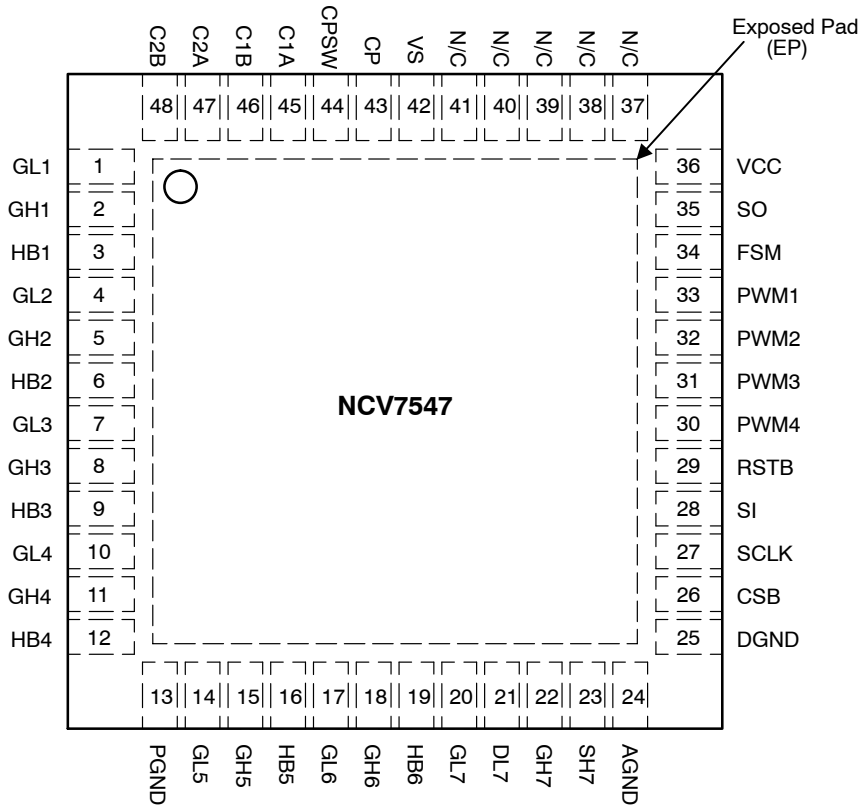 Exposed Pad
(EP)
C2B C2A C1B C1A CPSW CP VS N/C N/C N/C N/C N/C
48 47 46 45 44 43 42 41 40 39 38 37
GL1 1 36 VCC
GH1 2 35 SO
HB1 3 34 FSM
GL2 4 33 PWM1
GH2 5 32 PWM2
HB2 6 31 PWM3
NCV7547
GL3 7 30 PWM4
GH3 8 29 RSTB
HB3 9 28 SI
GL4 10 27 SCLK
GH4 11 26 CSB
HB4 12 25 DGND
13 14 15 16 17 18 19 20 21 22 23 24
PGND GL5 GH5 HB5 GL6 GH6 HB6 GL7 DL7 GH7 SH7 AGND